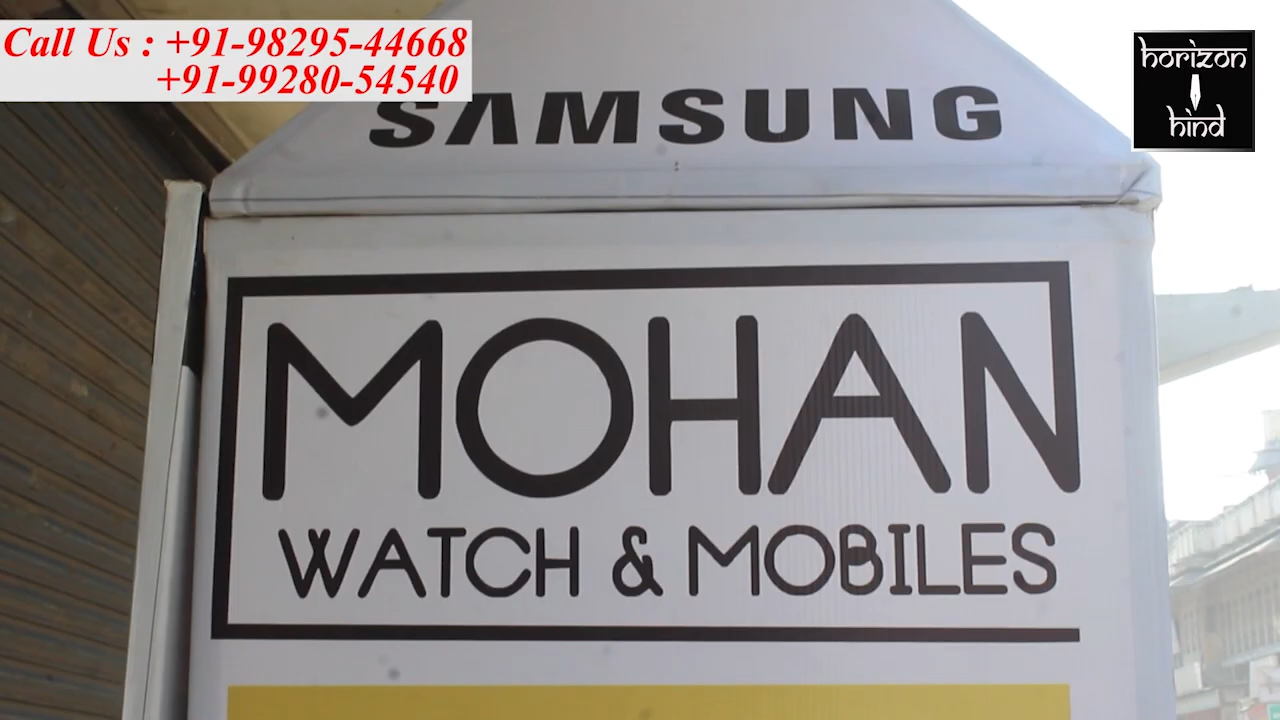 Call Us : +91-98295-44668
+91-99280-54540
horizon
hind
SAMSUNG
MOHAN
WATCH & MOBILES